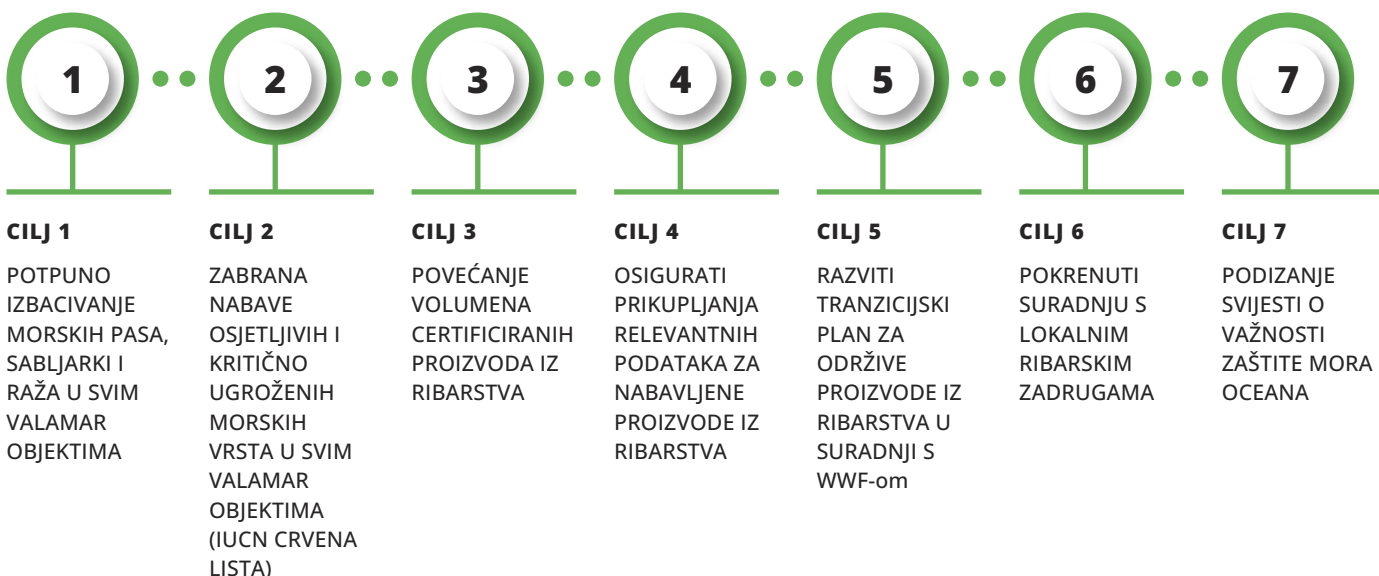 1
2
3
4
5
6
7
CILJ 1
POTPUNO
IZBACIVANJE
MORSKIH PASA,
SABLJARKI I
RAŽA U SVIM
VALAMAR
OBJEKTIMA
CILJ 2
ZABRANA
NABAVE
OSJETLJIVIH I
KRITIČNO
UGROŽENIH
MORSKIH
VRSTA U SVIM
VALAMAR
OBJEKTIMA
(IUCN CRVENA
LISTA)
CILJ 3
POVEĆANJE
VOLUMENA
CERTIFICIRANIH
PROIZVODA IZ
RIBARSTVA
CILJ 4
OSIGURATI
PRIKUPLJANJA
RELEVANTNIH
PODATAKA ZA
NABAVLJENE
PROIZVODE IZ
RIBARSTVA
CILJ 5
RAZVITI
TRANZICIJSKI
PLAN ZA
ODRŽIVE
PROIZVODE IZ
RIBARSTVA U
SURADNJI S
WWF-om
CILJ 6
POKRENUTI
SURADNJU S
LOKALNIM
RIBARSKIM
ZADRUGAMA
CILJ 7
PODIZANJE
SVIJESTI O
VAŽNOSTI
ZAŠTITE MORA
OCEANA